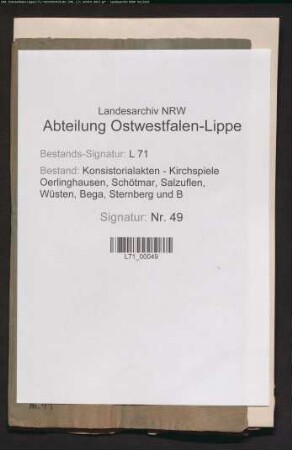 Landesarchiv NRW
Abteilung Ostwestfalen-Lippe
Bestands-Signatur: L 71
Bestand: Konsistorialakten - Kirchspiele
Oerlinghausen, Schötmar, Salzuflen,
Wüsten, Bega, Sternberg und B
Signatur: Nr. 49
L71_00049